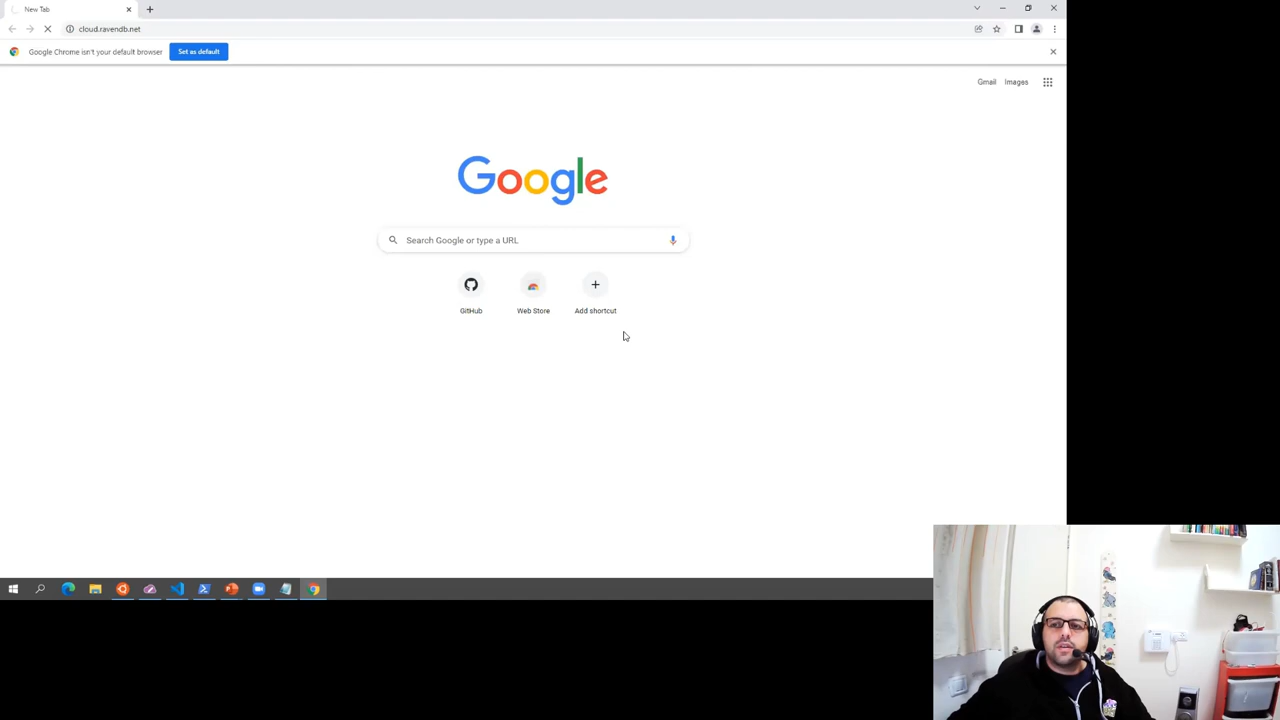 New Tab
cloud.ravendb.net
Google Chrome isn't your default browser
Set as default
Gmail Images
Google
Search Google or type a URL
GitHub Web Store Add shortcut